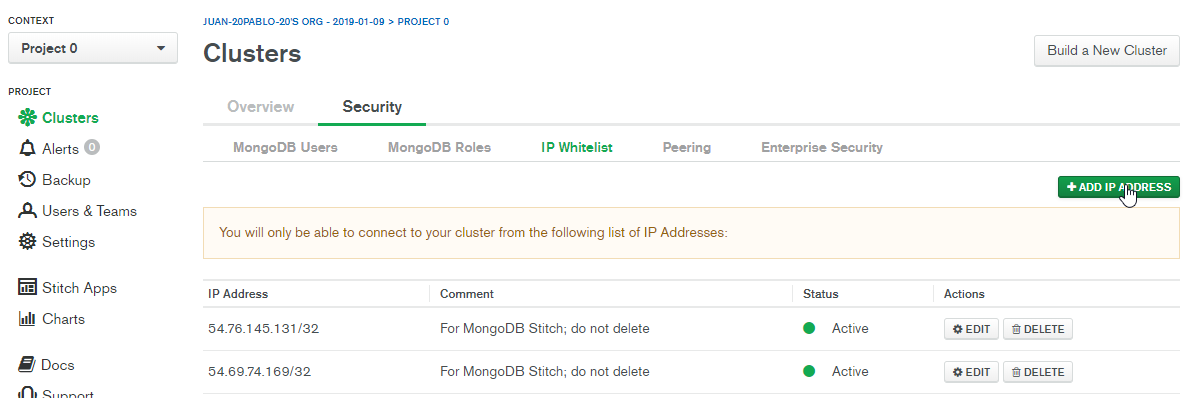 CONTEXT
Project 0
PROJECT
Clusters
Alerts 0
Backup
Users & Teams
Settings
Stitch Apps
Charts
Docs
Support
JUAN-20PABLO-20'S ORG - 2019-01-09 > PROJECT 0
Clusters
Build a New Cluster
Overview Security
MongoDB Users MongoDB Roles IP Whitelist Peering Enterprise Security
+ ADD IP ADDRESS
You will only be able to connect to your cluster from the following list of IP Addresses:
IP Address Comment Status Actions
54.76.145.131/32 For MongoDB Stitch; do not delete Active EDIT DELETE
54.69.74.169/32 For MongoDB Stitch; do not delete Active EDIT DELETE